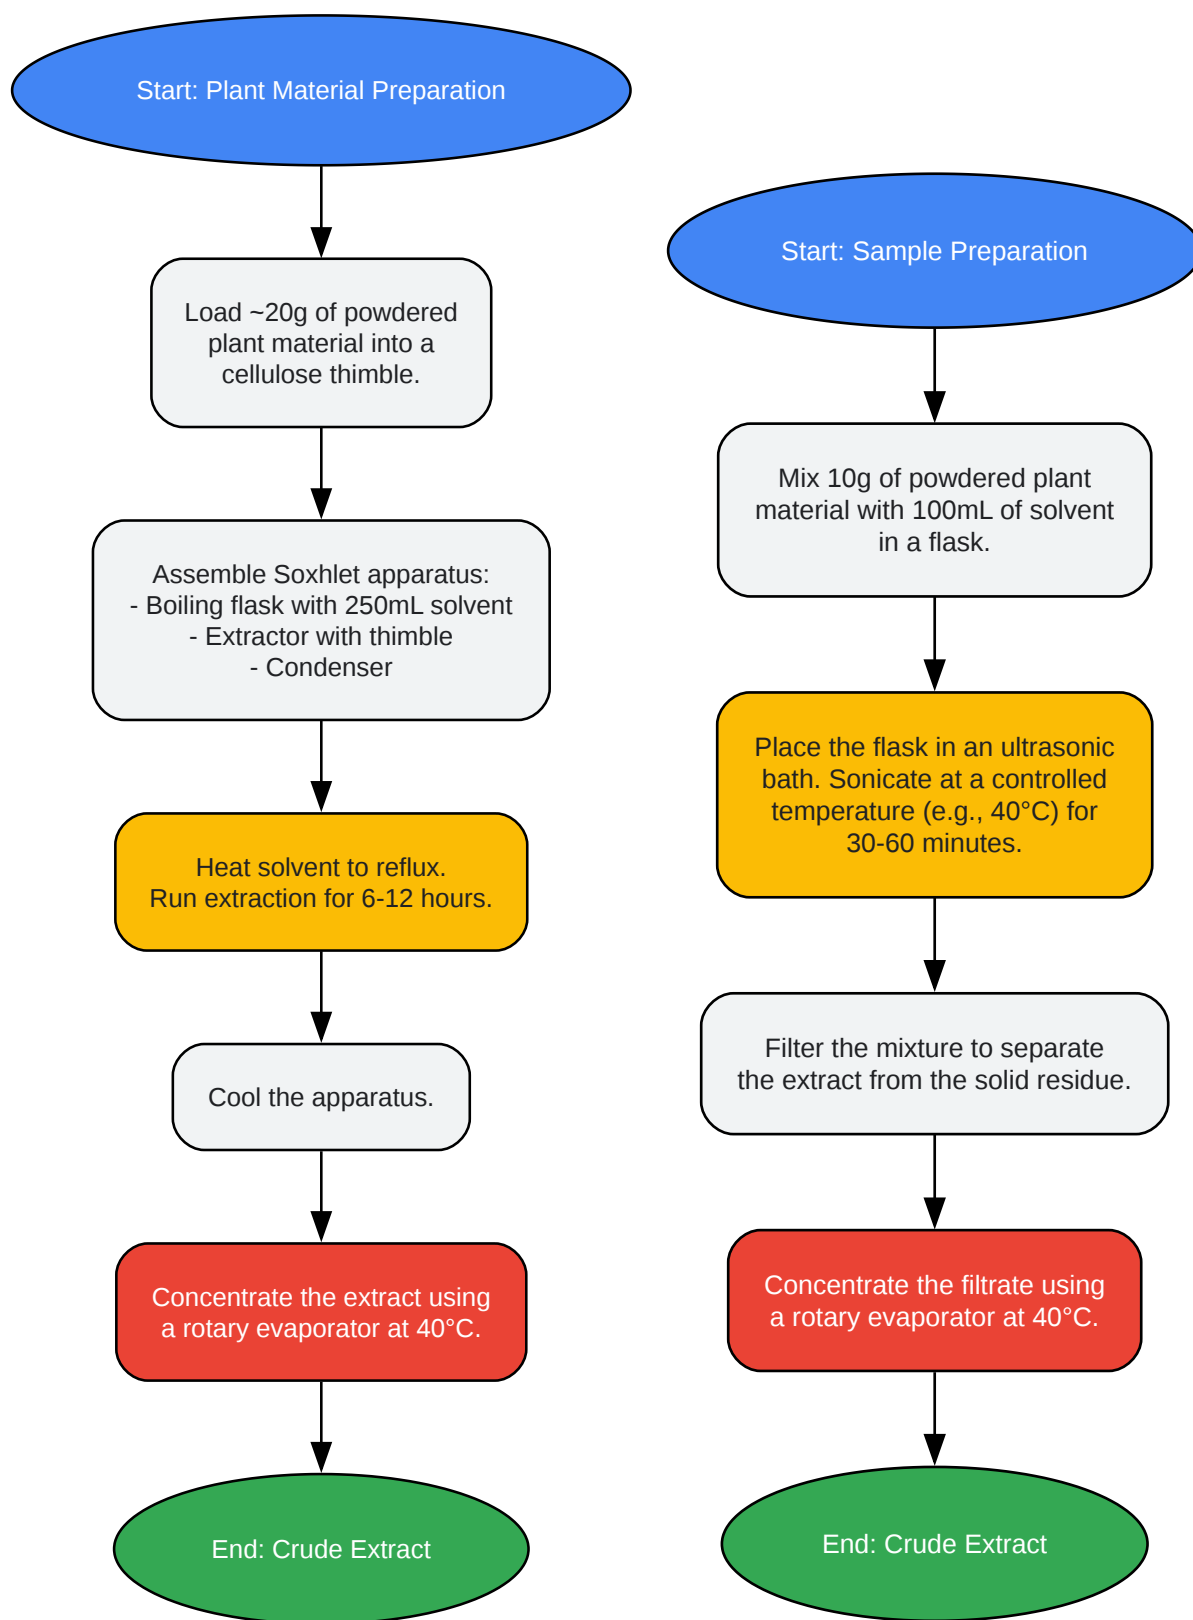 Start: Plant Material Preparation
Load ~20g of powdered
plant material into a
cellulose thimble.
Assemble Soxhlet apparatus:
- Boiling flask with 250mL solvent
- Extractor with thimble
- Condenser
Heat solvent to reflux.
Run extraction for 6-12 hours.
Cool the apparatus.
Concentrate the extract using
a rotary evaporator at 40°C.
End: Crude Extract
Start: Sample Preparation
Mix 10g of powdered plant
material with 100mL of solvent
in a flask.
Place the flask in an ultrasonic
bath. Sonicate at a controlled
temperature (e.g., 40°C) for
30-60 minutes.
Filter the mixture to separate
the extract from the solid residue.
Concentrate the filtrate using
a rotary evaporator at 40°C.
End: Crude Extract